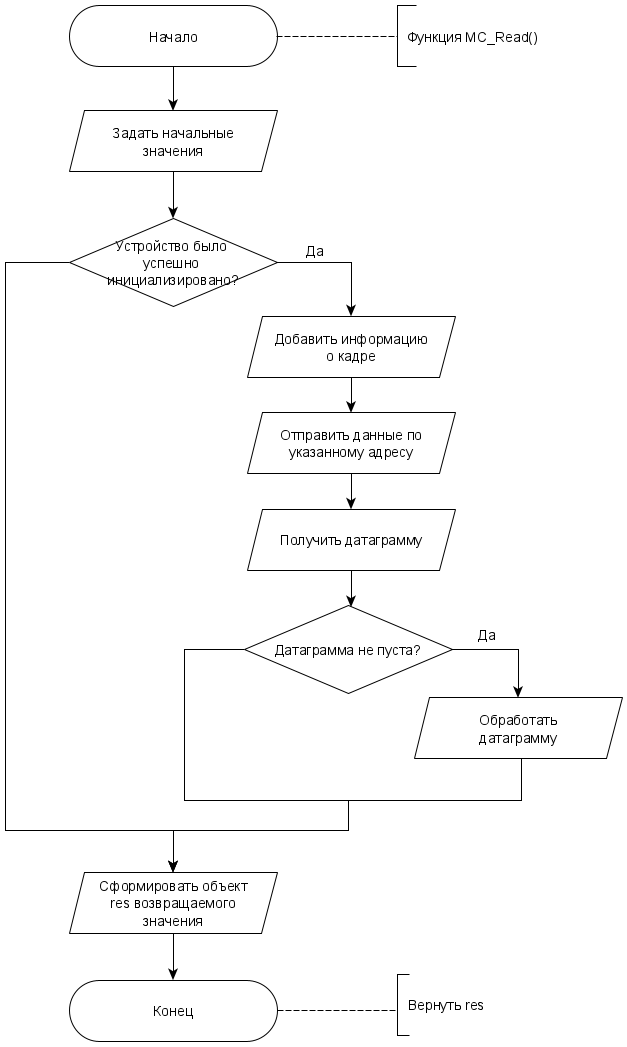 Начало
Функция MC_Read()
Задать начальные
значения
Устройство было
успешно
инициализировано?
Да
Добавить информацию
о кадре
Отправить данные по
указанному адресу
Получить датаграмму
Датаграмма не пуста?
Да
Обработать
датаграмму
Сформировать объект
res возвращаемого
значения
Конец
Вернуть res